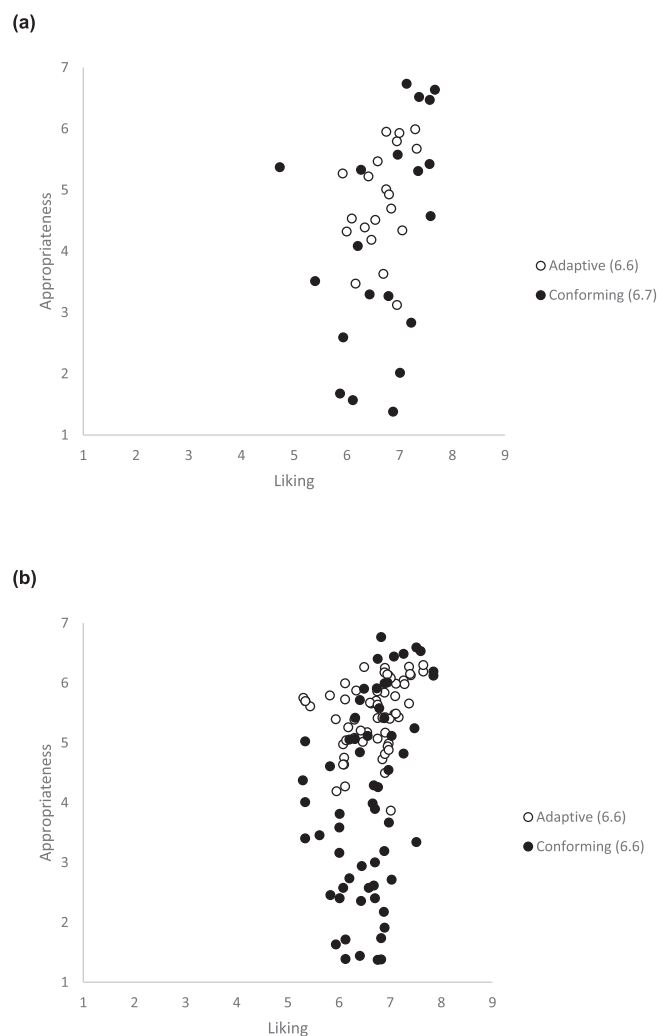 (a)
7
6
5
4
3
2
1
Appropriateness
1 2 3 4 5 6 7 8 9
Liking
Adaptive (6.6)
Conforming (6.7)
(b)
7
6
5
4
3
2
1
Appropriateness
1 2 3 4 5 6 7 8 9
Liking
Adaptive (6.6)
Conforming (6.6)